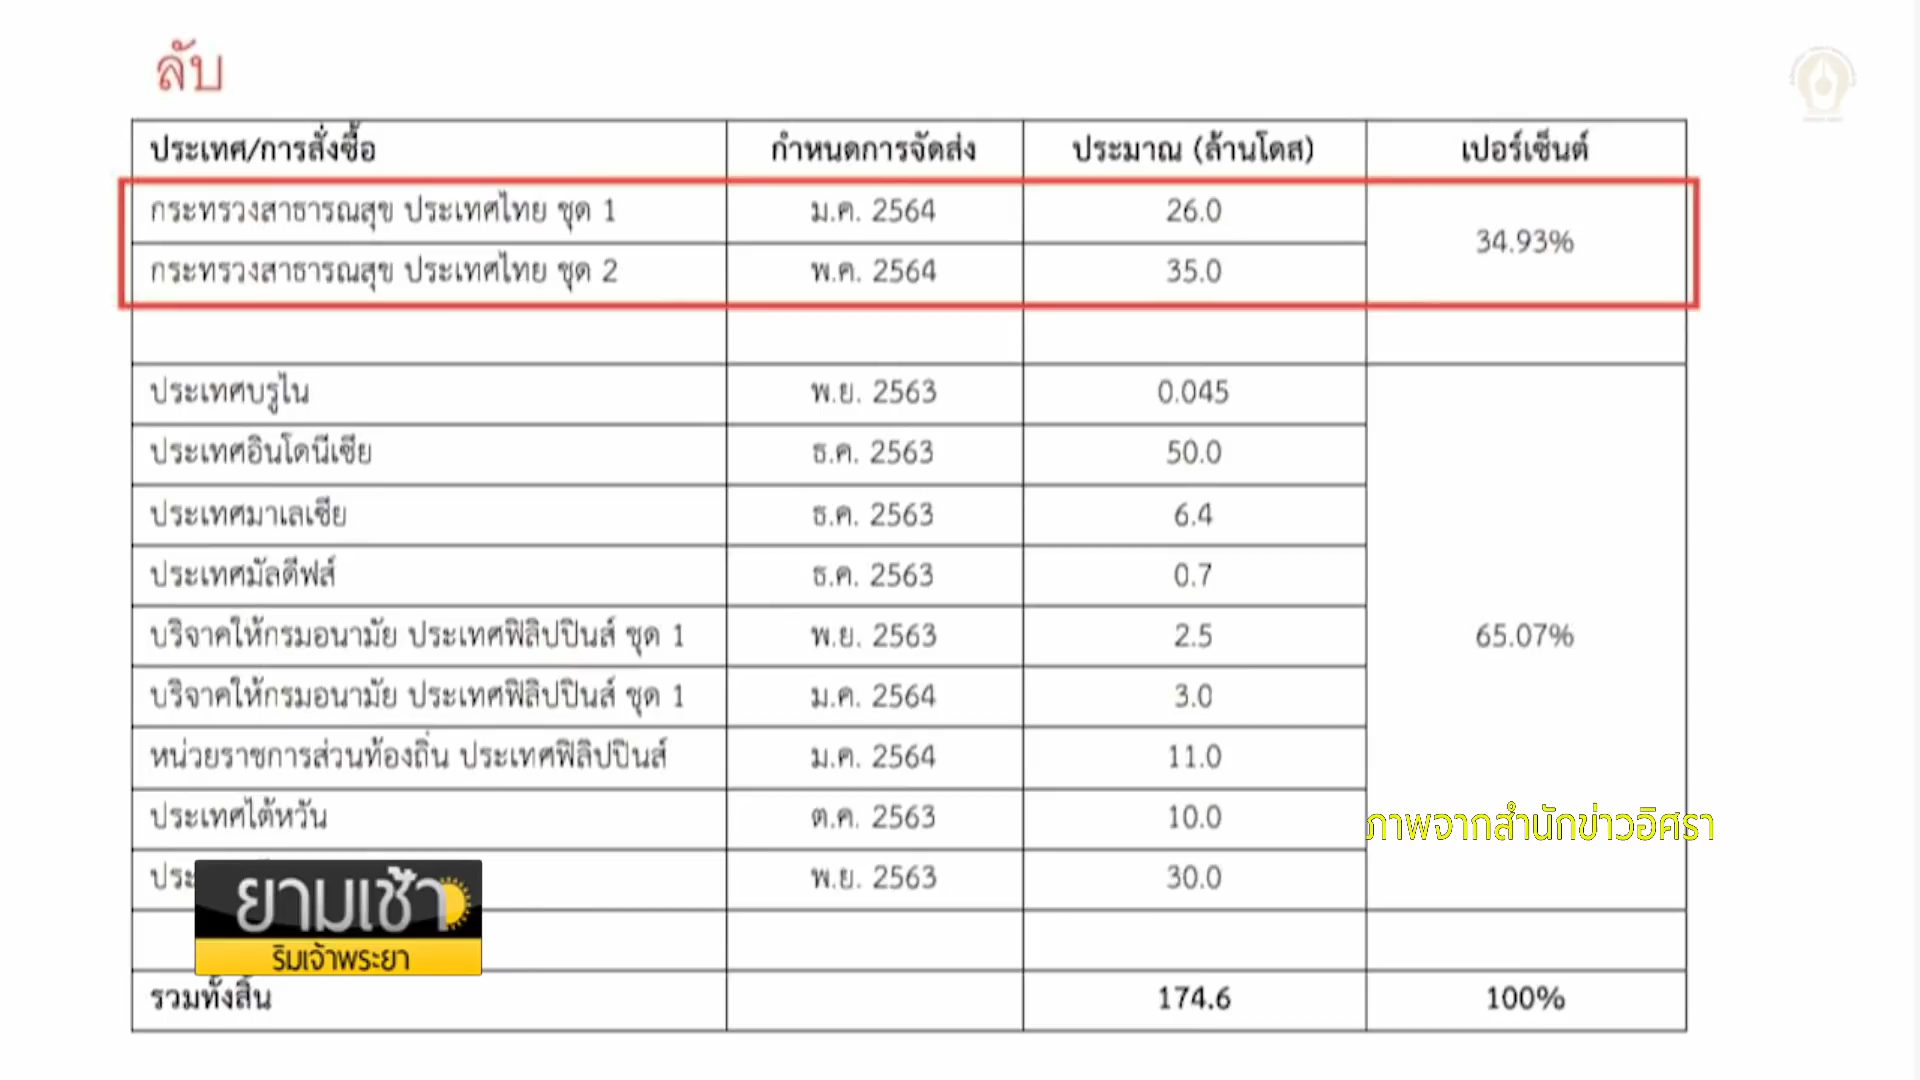 ลับ
ประเทศ/การสั่งซื้อ กำหนดการจัดส่ง ประมาณ (ล้านโดส) เปอร์เซ็นต์
กระทรวงสาธารณสุข ประเทศไทย ชุด 1 ม.ค. 2564 26.0
34.93%
กระทรวงสาธารณสุข ประเทศไทย ชุด 2 พ.ค. 2564 35.0
ประเทศบรูไน พ.ย. 2563 0.045
ประเทศอินโดนีเซีย ธ.ค. 2563 50.0
ประเทศมาเลเซีย ธ.ค. 2563 6.4
ประเทศมัลดีฟส์ ธ.ค. 2563 0.7
บริจาคให้กรมอนามัย ประเทศฟิลิปปินส์ ชุด 1 พ.ย. 2563 2.5 65.07%
บริจาคให้กรมอนามัย ประเทศฟิลิปปินส์ ชุด 1 ม.ค. 2564 3.0
หน่วยราชการส่วนท้องถิ่น ประเทศฟิลิปปินส์ ม.ค. 2564 11.0
ประเทศไต้หวัน ต.ค. 2563 10.0
ภาพจากสำนักข่าวอิศรา
พ.ย. 2563 30.0
ยามเช้า
ริมเจ้าพระยา
รวมทั้งสิ้น 174.6 100%